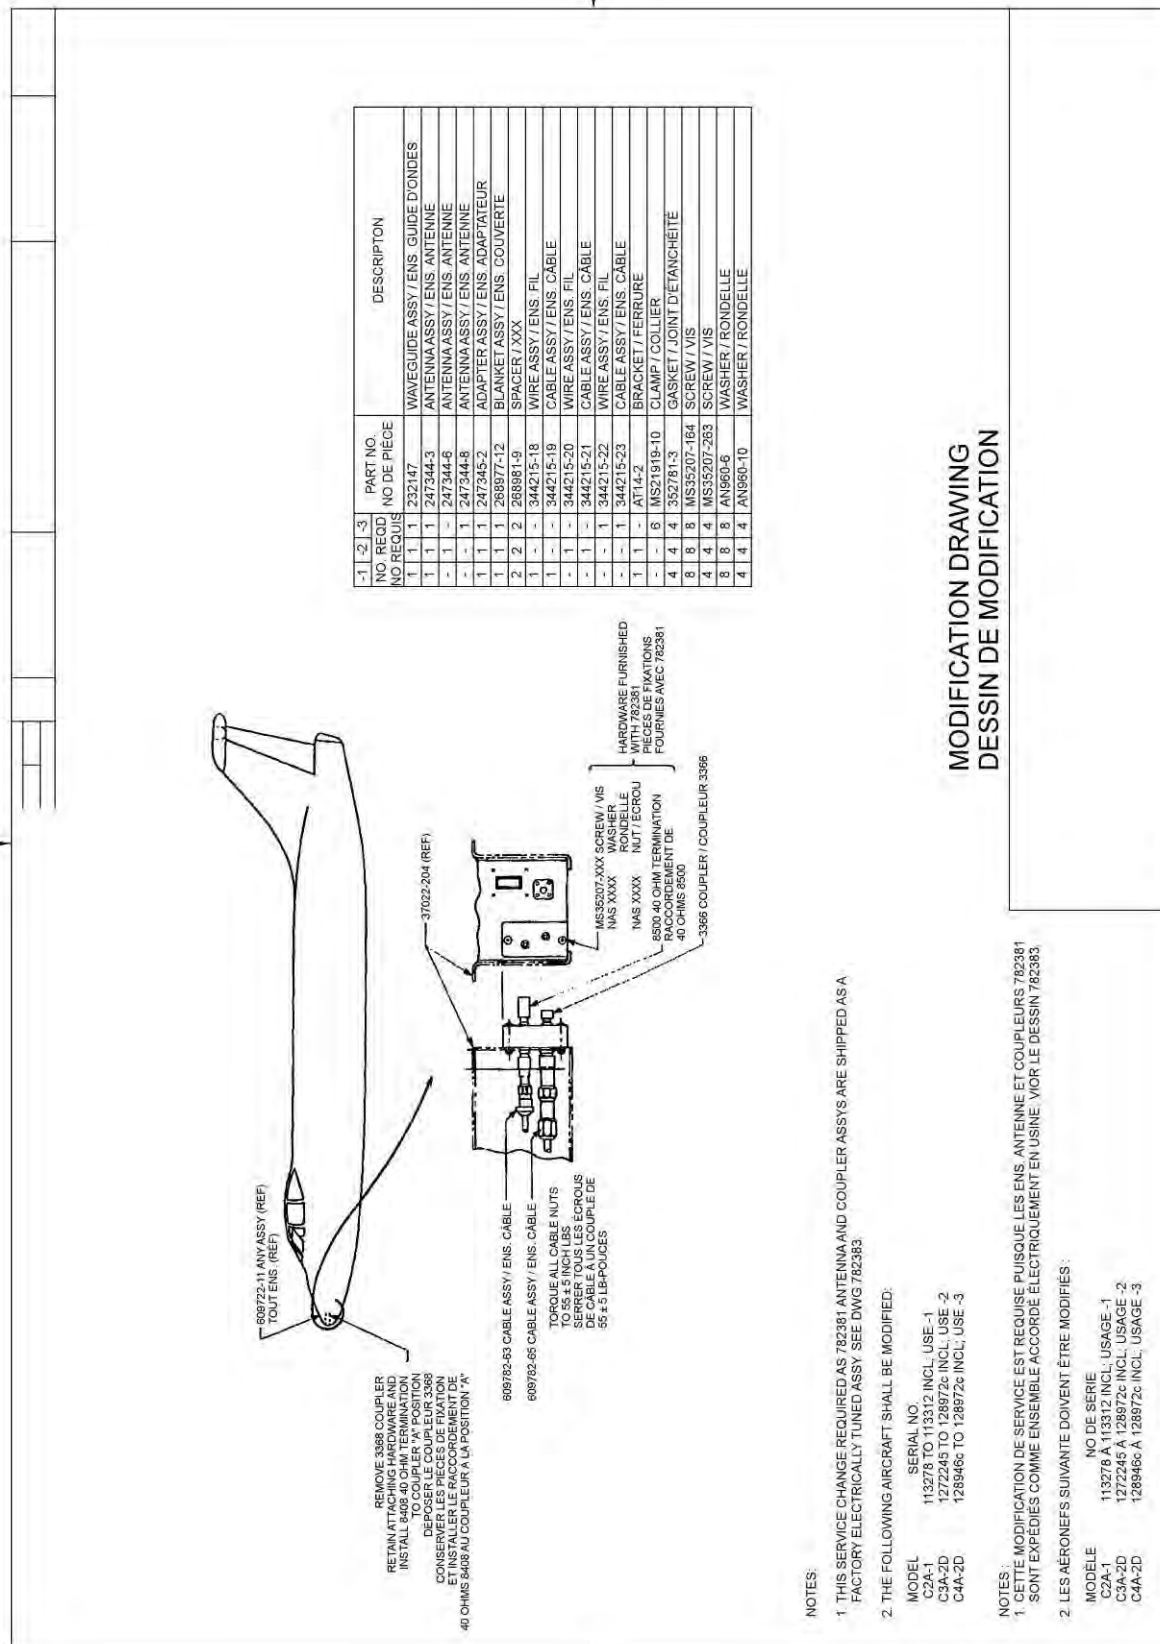 609722-11 ANY ASSY (REF)
TOUT ENS. (RÉF)
REMOVE 3368 COUPLER
RETAIN ATTACHING HARDWARE AND
INSTALL 8408 40 OHM TERMINATION
TO COUPLER "A" POSITION
DÉPOSER LE COUPLEUR 3368
CONSERVER LES PIÈCES DE FIXATION
ET INSTALLER LE RACCORDEMENT DE
40 OHMS 8408 AU COUPLEUR À LA POSITION "A"
37022-204 (REF)
609782-63 CABLE ASSY / ENS. CÂBLE
609782-65 CABLE ASSY / ENS. CÂBLE
TORQUE ALL CABLE NUTS
TO 55 ± 5 INCH LBS
SERRER TOUS LES ÉCROUS
DE CÂBLE À UN COUPLE DE
55 ± 5 LB-POUCES
MS35207-XXX SCREW / VIS
NAS XXXX WASHER
RONDELLE
NAS XXXX NUT / ÉCROU
HARDWARE FURNISHED
WITH 782381
PIÈCES DE FIXATIONS
FOURNIES AVEC 782381
8500 40 OHM TERMINATION
RACCORDEMENT DE
40 OHMS 8500
3366 COUPLER / COUPLEUR 3366
-1 -2 -3
NO. REQD
NO REQUIS
PART NO.
NO DE PIÈCE
DESCRIPTON
1 1 1 232147 WAVEGUIDE ASSY / ENS. GUIDE D'ONDES
1 1 1 247344-3 ANTENNA ASSY / ENS. ANTENNE
- 1 - 247344-6 ANTENNA ASSY / ENS. ANTENNE
- - 1 247344-8 ANTENNA ASSY / ENS. ANTENNE
1 1 1 247345-2 ADAPTER ASSY / ENS. ADAPTATEUR
1 1 1 268977-12 BLANKET ASSY / ENS. COUVERTE
2 2 2 268981-9 SPACER / XXX
1 - - 344215-18 WIRE ASSY / ENS. FIL
1 - - 344215-19 CABLE ASSY / ENS. CÂBLE
- 1 - 344215-20 WIRE ASSY / ENS. FIL
- 1 - 344215-21 CABLE ASSY / ENS. CÂBLE
- - 1 344215-22 WIRE ASSY / ENS. FIL
- - 1 344215-23 CABLE ASSY / ENS. CÂBLE
1 1 - AT14-2 BRACKET / FERRURE
- - 6 MS21919-10 CLAMP / COLLIER
4 4 4 352781-3 GASKET / JOINT D'ÉTANCHÉITÉ
8 8 8 MS35207-164 SCREW / VIS
4 4 4 MS35207-263 SCREW / VIS
8 8 8 AN960-6 WASHER / RONDELLE
4 4 4 AN960-10 WASHER / RONDELLE
NOTES:
1. THIS SERVICE CHANGE REQUIRED AS 782381 ANTENNA AND COUPLER ASSYS ARE SHIPPED AS A
FACTORY ELECTRICALLY TUNED ASSY. SEE DWG 782383.
2. THE FOLLOWING AIRCRAFT SHALL BE MODIFIED:
MODEL SERIAL NO.
C2A-1 113278 TO 113312 INCL; USE -1
C3A-2D 1272245 TO 128972c INCL; USE -2
C4A-2D 128946c TO 128972c INCL; USE -3
NOTES :
1. CETTE MODIFICATION DE SERVICE EST REQUISE PUISQUE LES ENS. ANTENNE ET COUPLEURS 782381
SONT EXPÉDIÉS COMME ENSEMBLE ACCORDÉ ÉLECTRIQUEMENT EN USINE. VIOR LE DESSIN 782383.
2. LES AÉRONEFS SUIVANTE DOIVENT ÊTRE MODIFIÉS :
MODÈLE NO DE SÉRIE
C2A-1 113278 À 113312 INCL; USAGE -1
C3A-2D 1272245 À 128972c INCL; USAGE -2
C4A-2D 128946c À 128972c INCL; USAGE -3
MODIFICATION DRAWING
DESSIN DE MODIFICATION